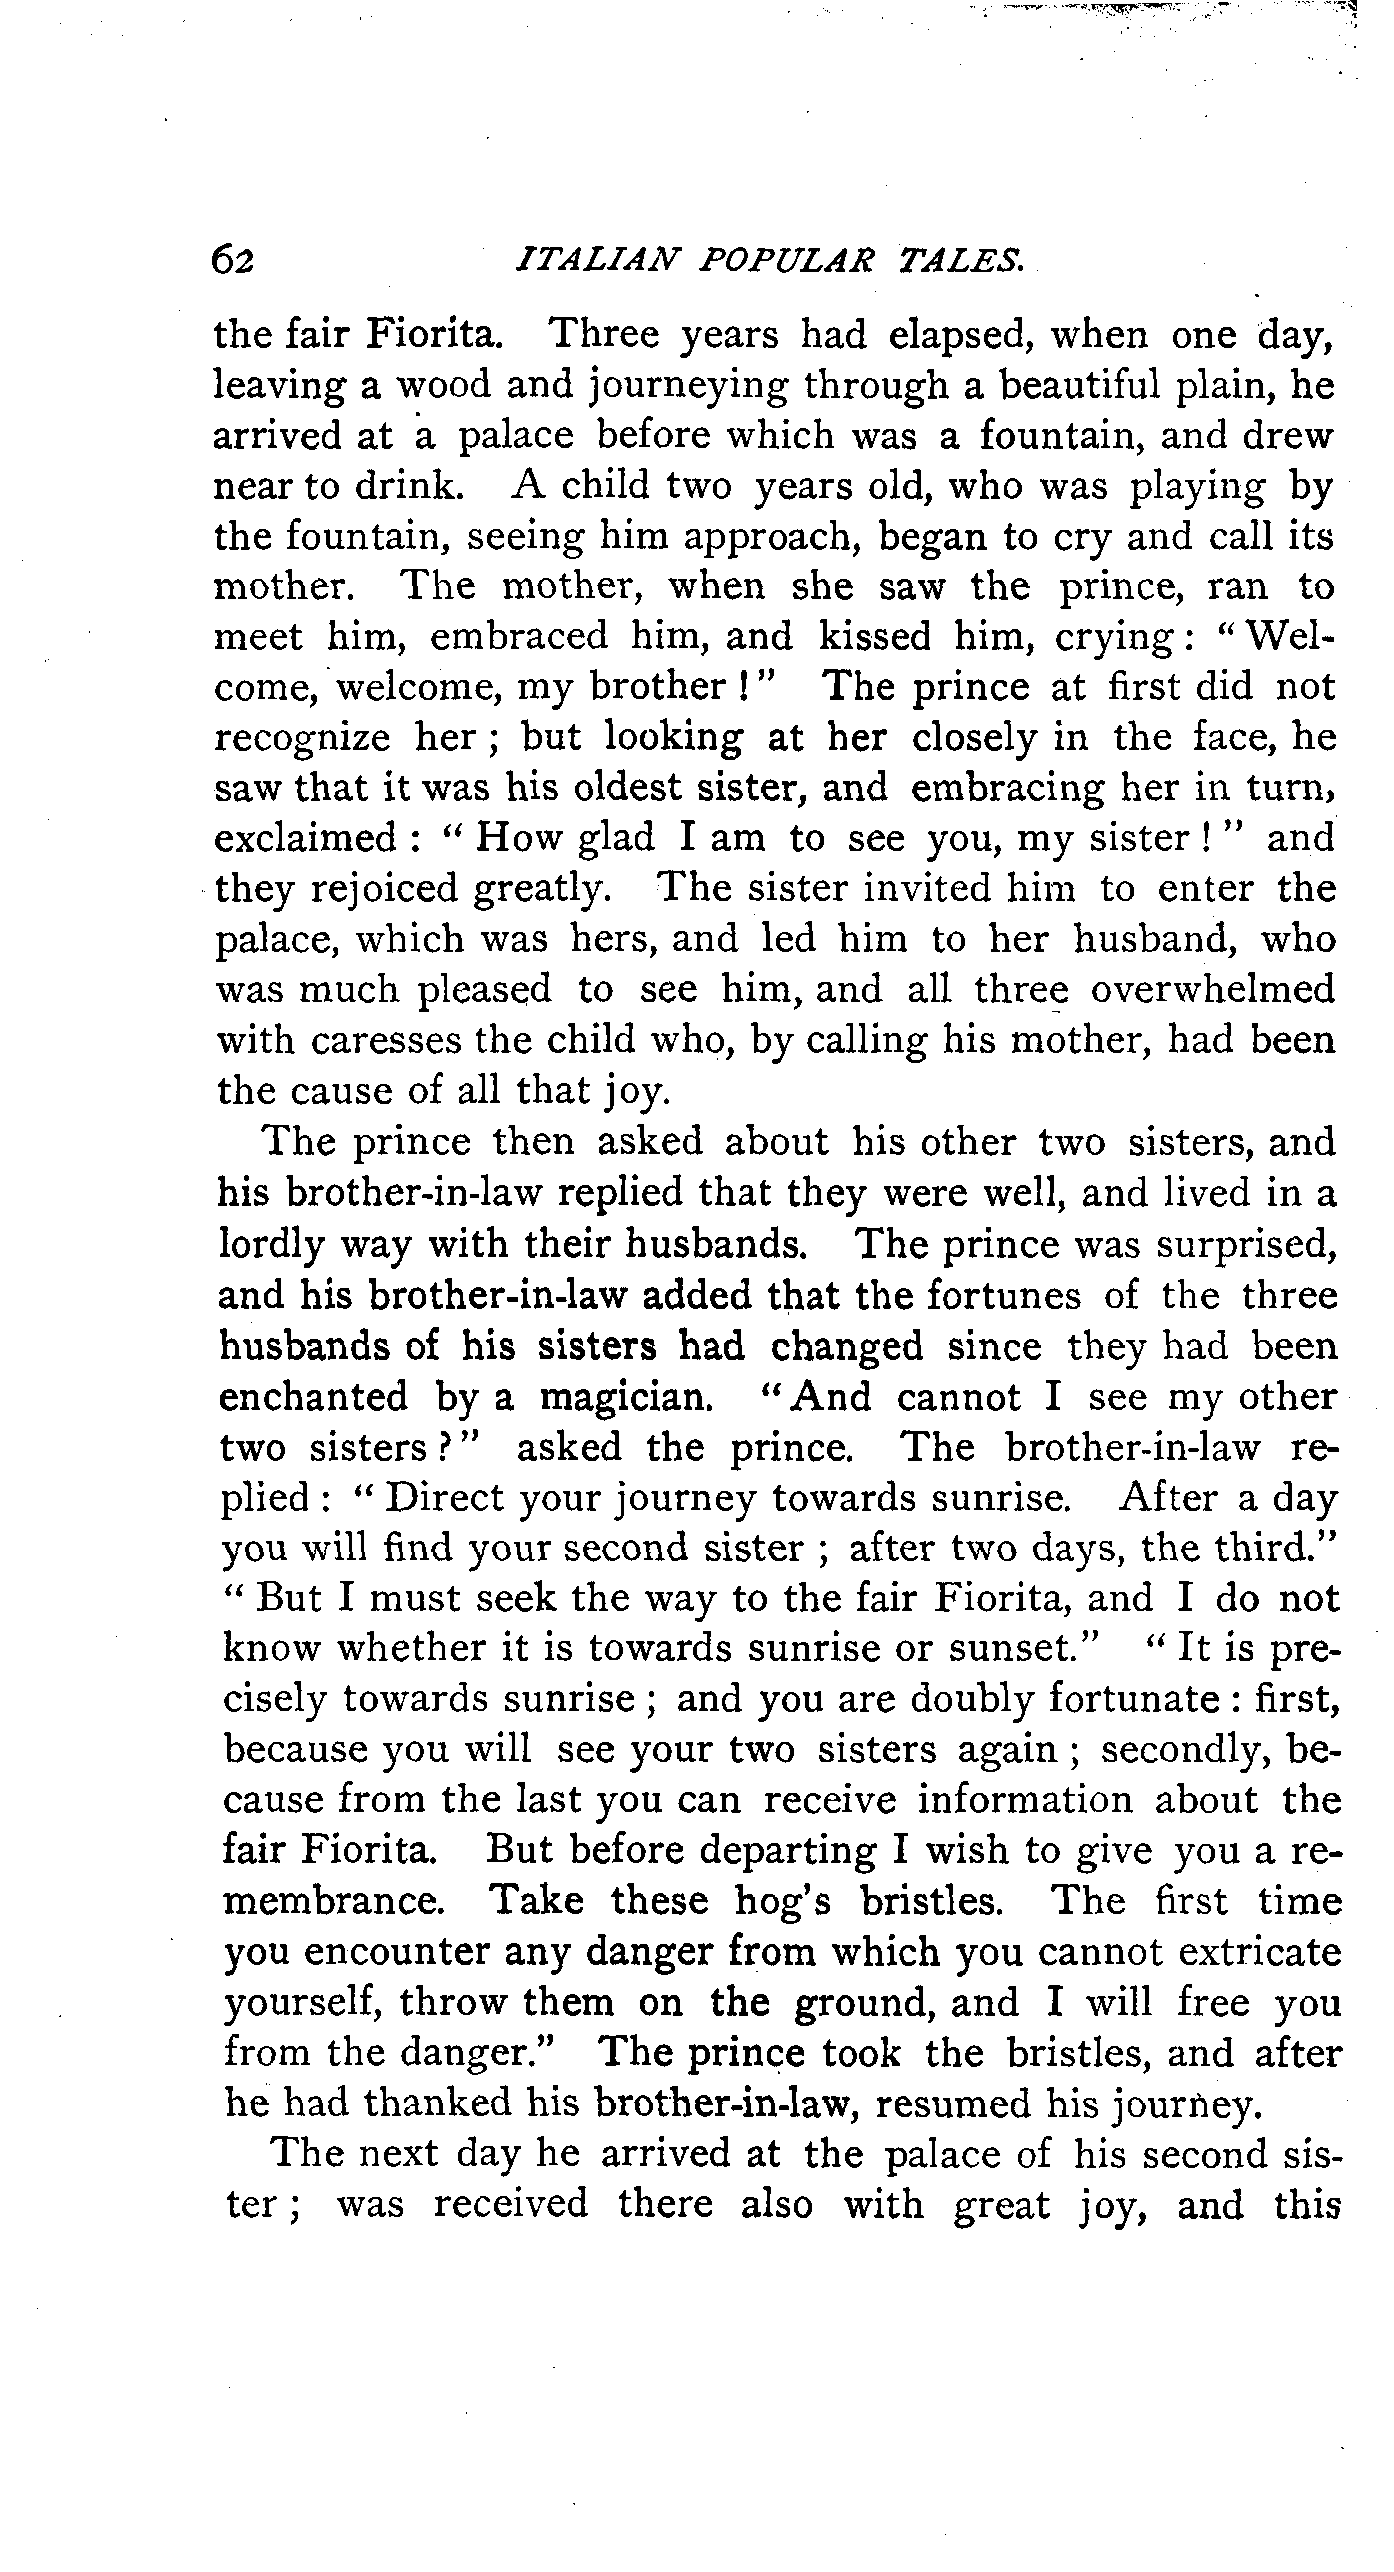 62 ITALIAN POPULAR TALES.
the fair Fiorita. Three years had elapsed, when one day,
leaving a wood and journeying through a beautiful plain, he
arrived at a palace before which was a fountain, and drew
near to drink. A child two years old, who was playing by
the fountain, seeing him approach, began to cry and call its
mother. The mother, when she saw the prince, ran to
meet him, embraced him, and kissed him, crying : “ Wel-
come, welcome, my brother ! ” The prince at first did not
recognize her ; but looking at her closely in the face, he
saw that it was his oldest sister, and embracing her in turn,
exclaimed : “ How glad I am to see you, my sister ! ” and
they rejoiced greatly. The sister invited him to enter the
palace, which was hers, and led him to her husband, who
was much pleased to see him, and all three overwhelmed
with caresses the child who, by calling his mother, had been
the cause of all that joy.
The prince then asked about his other two sisters, and
his brother-in-law replied that they were well, and lived in a
lordly way with their husbands. The prince was surprised,
and his brother-in-law added that the fortunes of the three
husbands of his sisters had changed since they had been
enchanted by a magician. “ And cannot I see my other
two sisters ? ” asked the prince. The brother-in-law re-
plied : “ Direct your journey towards sunrise. After a day
you will find your second sister ; after two days, the third.”
“ But I must seek the way to the fair Fiorita, and I do not
know whether it is towards sunrise or sunset.” “ It is pre-
cisely towards sunrise ; and you are doubly fortunate : first,
because you will see your two sisters again ; secondly, be-
cause from the last you can receive information about the
fair Fiorita. But before departing I wish to give you a re-
membrance. Take these hog's bristles. The first time
you encounter any danger from which you cannot extricate
yourself, throw them on the ground, and I will free you
from the danger.” The prince took the bristles, and after
he had thanked his brother-in-law, resumed his journey.
The next day he arrived at the palace of his second sis-
ter ; was received there also with great joy, and this